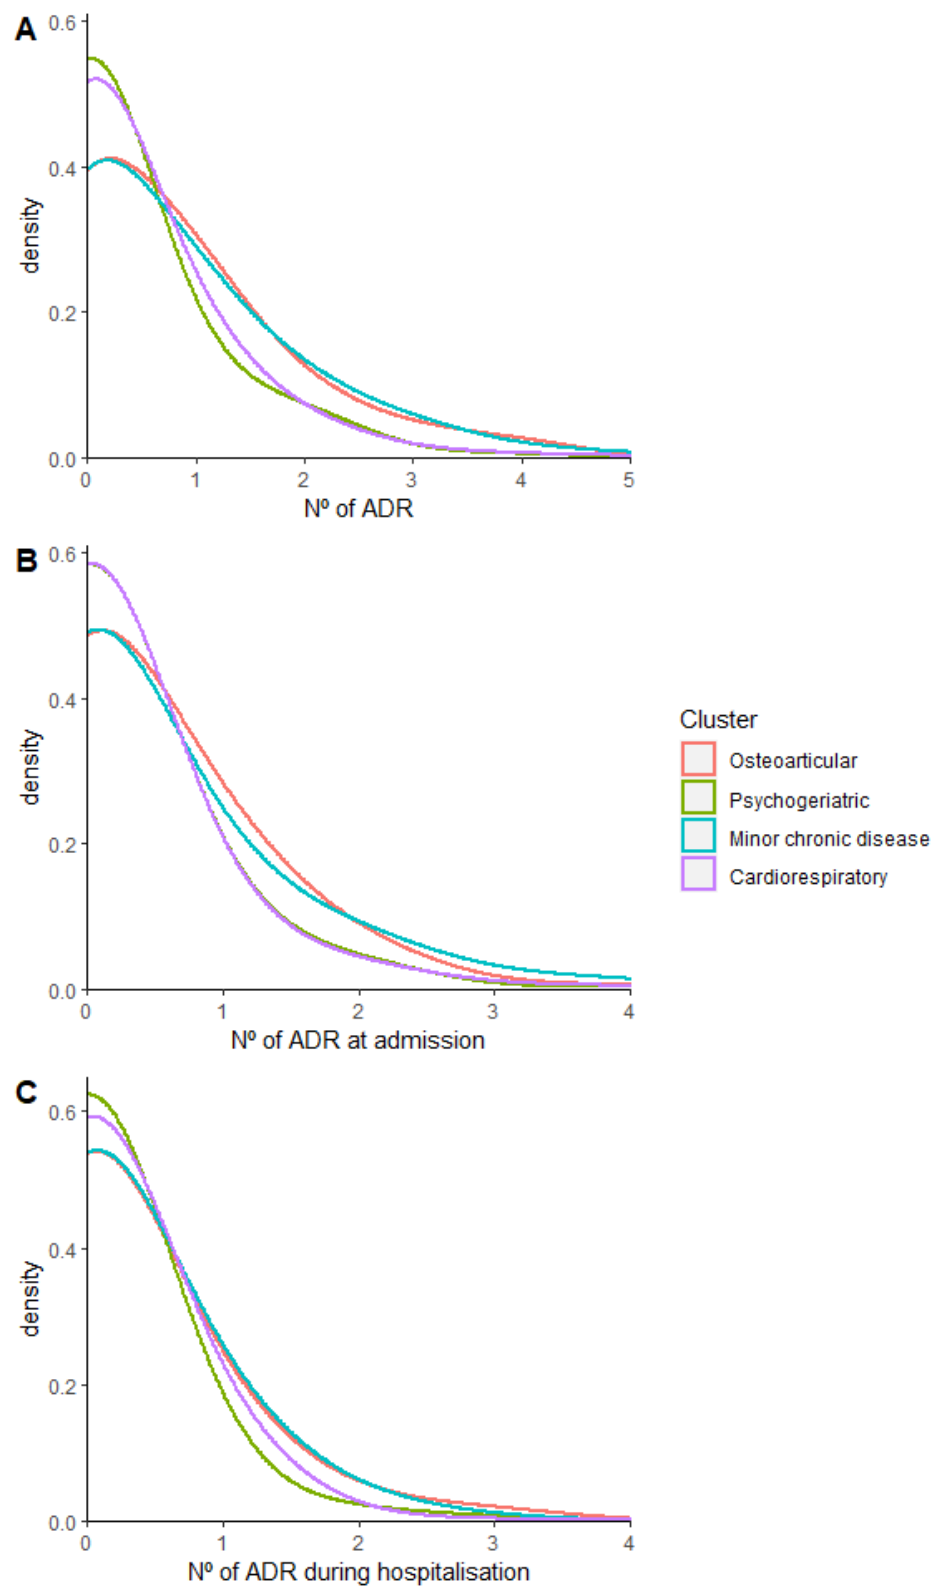 A
0.6
0.4
0.2
0.0
density
0 1 2 3 4 5
Nº of ADR
B
0.6
0.4
0.2
0.0
density
0 1 2 3 4
Nº of ADR at admission
Cluster
Osteoarticular
Psychogeriatric
Minor chronic disease
Cardiorespiratory
C
0.6
0.4
0.2
0.0
density
0 1 2 3 4
Nº of ADR during hospitalisation